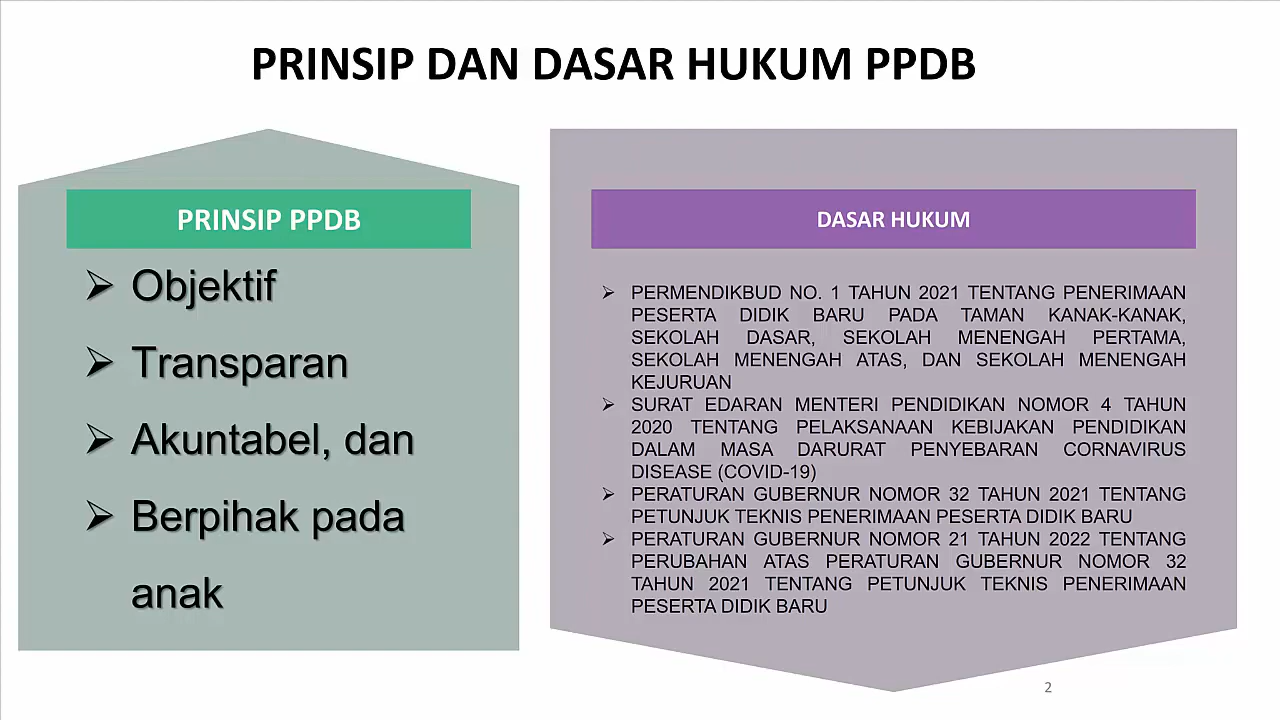 PRINSIP DAN DASAR HUKUM PPDB
PRINSIP PPDB
➢ Objektif
➢ Transparan
➢ Akuntabel, dan
➢ Berpihak pada
anak
DASAR HUKUM
➢ PERMENDIKBUD NO. 1 TAHUN 2021 TENTANG PENERIMAAN
PESERTA DIDIK BARU PADA TAMAN KANAK-KANAK,
SEKOLAH DASAR, SEKOLAH MENENGAH PERTAMA,
SEKOLAH MENENGAH ATAS, DAN SEKOLAH MENENGAH
KEJURUAN
➢ SURAT EDARAN MENTERI PENDIDIKAN NOMOR 4 TAHUN
2020 TENTANG PELAKSANAAN KEBIJAKAN PENDIDIKAN
DALAM MASA DARURAT PENYEBARAN CORNAVIRUS
DISEASE (COVID-19)
➢ PERATURAN GUBERNUR NOMOR 32 TAHUN 2021 TENTANG
PETUNJUK TEKNIS PENERIMAAN PESERTA DIDIK BARU
➢ PERATURAN GUBERNUR NOMOR 21 TAHUN 2022 TENTANG
PERUBAHAN ATAS PERATURAN GUBERNUR NOMOR 32
TAHUN 2021 TENTANG PETUNJUK TEKNIS PENERIMAAN
PESERTA DIDIK BARU
2